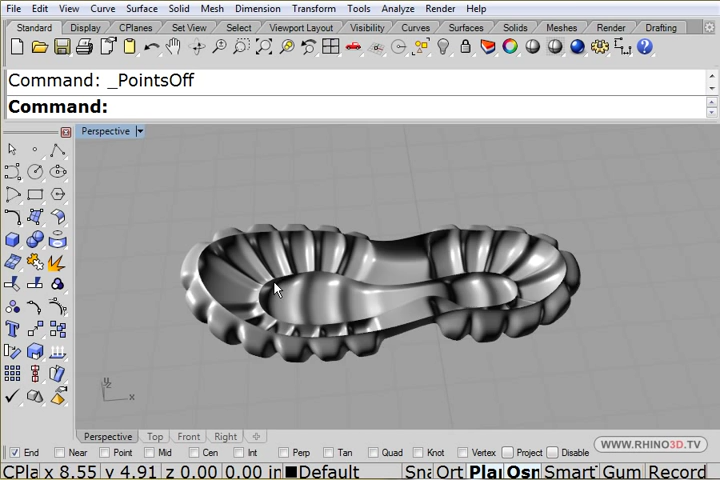 File Edit View Curve Surface Solid Mesh Dimension Transform Tools Analyze Render Help
Standard Display CPlanes Set View Select Viewport Layout Visibility Curves Surfaces Solids Meshes Render Drafting
Command: _PointsOff
Command:
Perspective
y
z
x
Perspective Top Front Right
End Near Point Mid Cen Int Perp Tan Quad Knot Vertex Project Disable
WWW.RHINO3D.TV
CPla x 8.55 y 4.91 z 0.00 0.00 in Default Sna Ort Plan Osn SmartT Gum Record